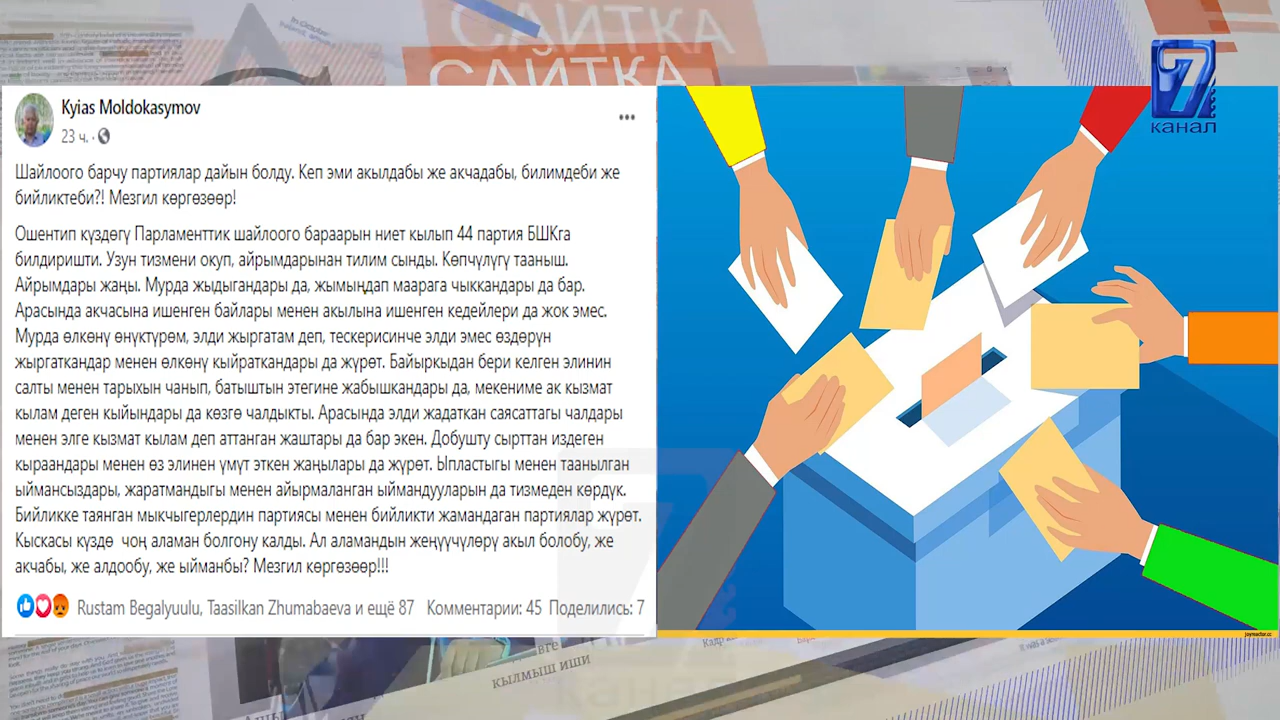 САЙТКА
САЙТКА
7
канал
Kyias Moldokasymov
23 ч. ·
Шайлоого барчу партиялар дайын болду. Кеп эми акылдабы же акчадабы, билимдеби же
бийликтеби?! Мезгил көргөзөөр!
Ошентип күздөгү Парламенттик шайлоого бараарын ниет кылып 44 партия БШКга
билдиришти. Узун тизмени окуп, айрымдарынан тилим сынды. Көпчүлүгү тааныш.
Айрымдары жаңы. Мурда жыдыгандары да, жымыңдап маарага чыккандары да бар.
Арасында акчасына ишенген байлары менен акылына ишенген кедейлери да жок эмес.
Мурда өлкөнү өнүктүрөм, элди жыргатам деп, тескерисинче элди эмес өздөрүн
жыргаткандар менен өлкөнү кыйраткандары да жүрөт. Байыркыдан бери келген элинин
салты менен тарыхын чанып, батыштын этегине жабышкандары да, мекениме ак кызмат
кылам деген кыйындары да көзгө чалдыкты. Арасында элди жадаткан саясаттагы чалдары
менен элге кызмат кылам деп аттанган жаштары да бар экен. Добушту сырттан издеген
кыраандары менен өз элинен үмүт эткен жаңылары да жүрөт. Ыпластыгы менен таанылган
ыймансыздары, жаратмандыгы менен айырмаланган ыймандууларын да тизмеден көрдүк.
Бийликке таянган мыкчыгерлердин партиясы менен бийликти жамандаган партиялар жүрөт.
Кыскасы күздө чоң аламан болгону калды. Ал аламандын жеңүүчүлөрү акыл болобу, же
акчабы, же алдообу, же ыйманбы? Мезгил көргөзөөр!!!
Rustam Begalyuulu, Taasilkan Zhumabaeva и ещё 87 Комментарии: 45 Поделились: 7
кылмыш иши